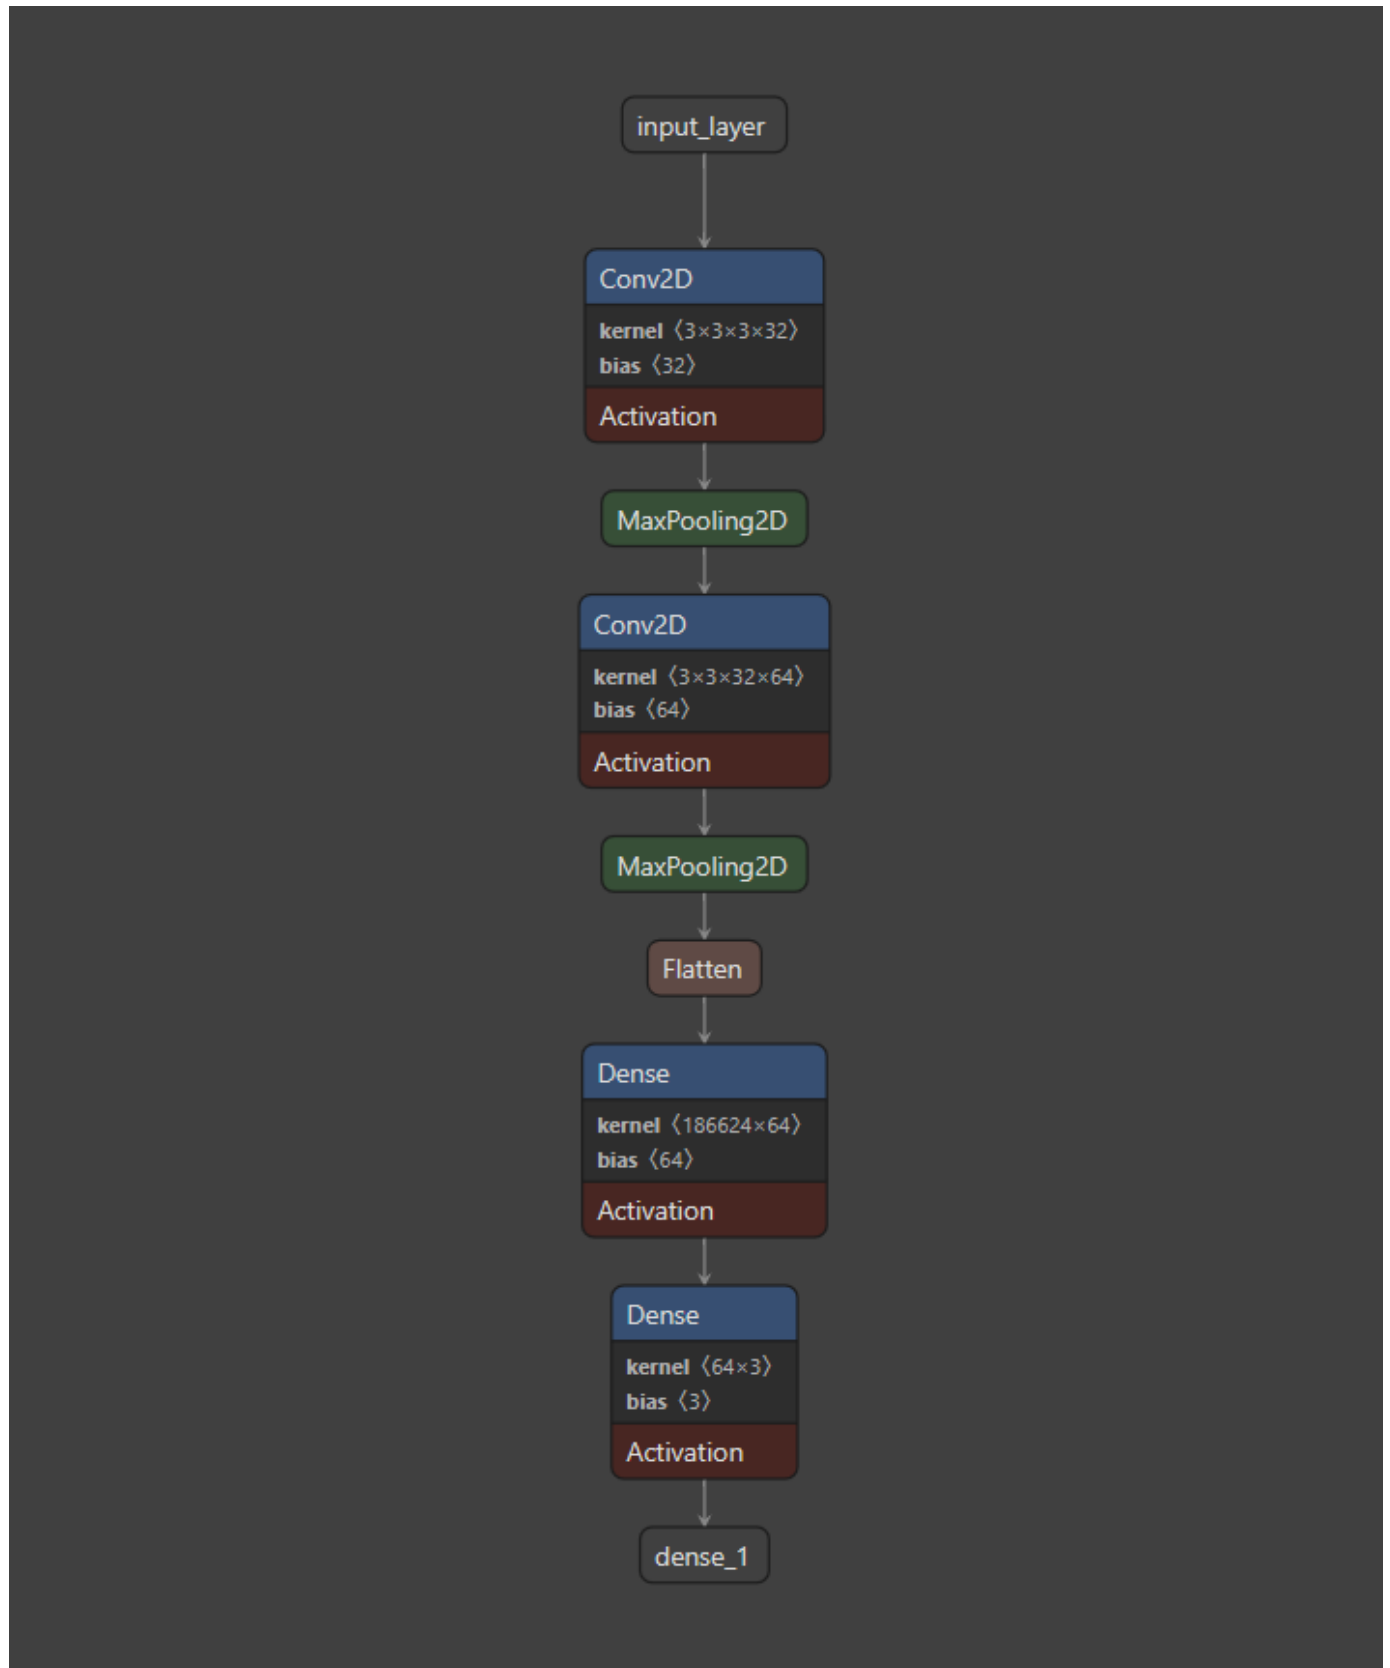 input_layer
Conv2D
kernel〈3×3×3×32〉
bias〈32〉
Activation
MaxPooling2D
Conv2D
kernel〈3×3×32×64〉
bias〈64〉
Activation
MaxPooling2D
Flatten
Dense
kernel〈186624×64〉
bias〈64〉
Activation
Dense
kernel〈64×3〉
bias〈3〉
Activation
dense_1